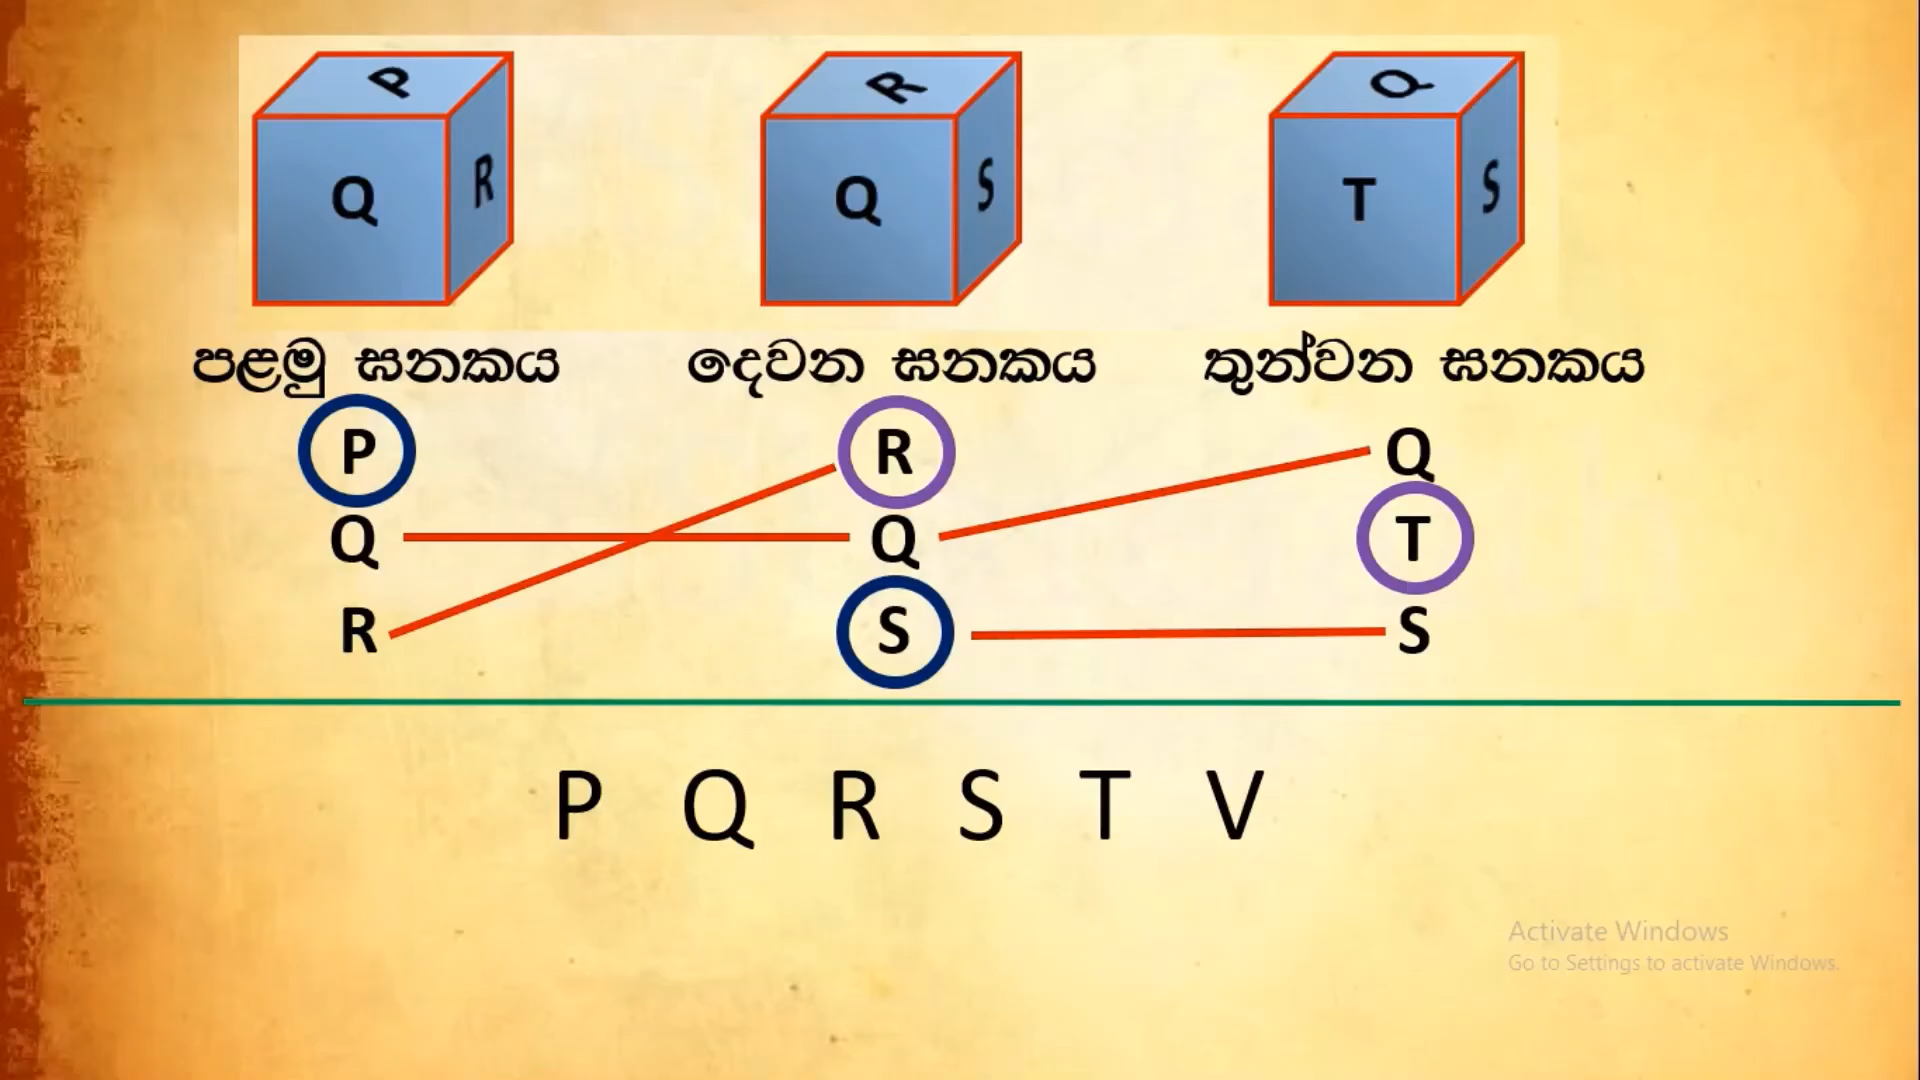 P R Q
Q R Q S T S
පළමු ඝනකය දෙවන ඝනකය තුන්වන ඝනකය
P R Q
Q Q T
R S S
P Q R S T V
Activate Windows
Go to Settings to activate Windows.